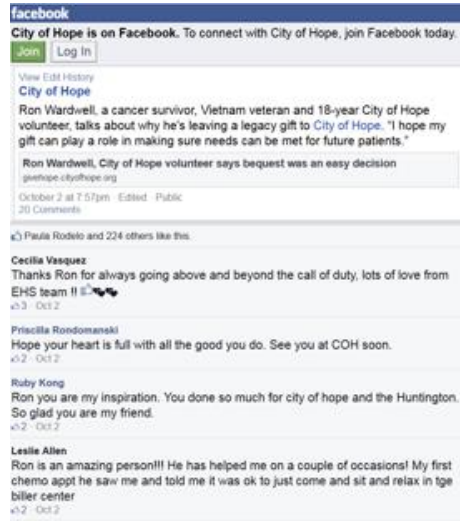 facebook
City of Hope is on Facebook. To connect with City of Hope, join Facebook today.
Join Log In
View Edit History
City of Hope
Ron Wardwell, a cancer survivor, Vietnam veteran and 18-year City of Hope
volunteer, talks about why he's leaving a legacy gift to City of Hope. "I hope my
gift can play a role in making sure needs can be met for future patients."
Ron Wardwell, City of Hope volunteer says bequest was an easy decision
givehope.cityofhope.org
October 2 at 7:57pm · Edited · Public
20 Comments
Paula Rodelo and 224 others like this.
Cecilia Vasquez
Thanks Ron for always going above and beyond the call of duty, lots of love from
EHS team !!
3 · Oct 2
Priscilla Rondomanski
Hope your heart is full with all the good you do. See you at COH soon.
2 · Oct 2
Ruby Kong
Ron you are my inspiration. You done so much for city of hope and the Huntington.
So glad you are my friend.
2 · Oct 2
Leslie Allen
Ron is an amazing person!!! He has helped me on a couple of occasions! My first
chemo appt he saw me and told me it was ok to just come and sit and relax in tge
biller center
2 · Oct 2